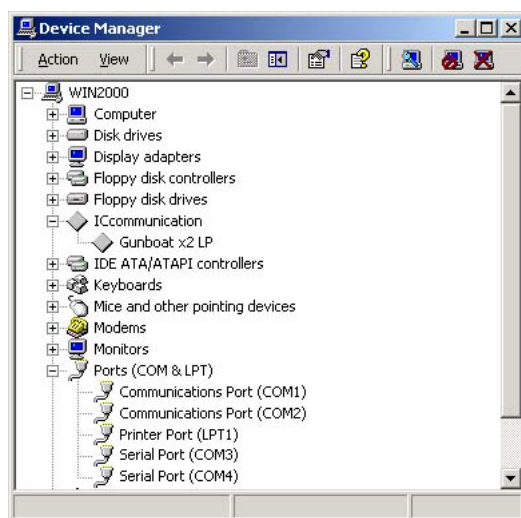 Device Manager
Action View
WIN2000
Computer
Disk drives
Display adapters
Floppy disk controllers
Floppy disk drives
ICcommunication
Gunboat x2 LP
IDE ATA/ATAPI controllers
Keyboards
Mice and other pointing devices
Modems
Monitors
Ports (COM & LPT)
Communications Port (COM1)
Communications Port (COM2)
Printer Port (LPT1)
Serial Port (COM3)
Serial Port (COM4)